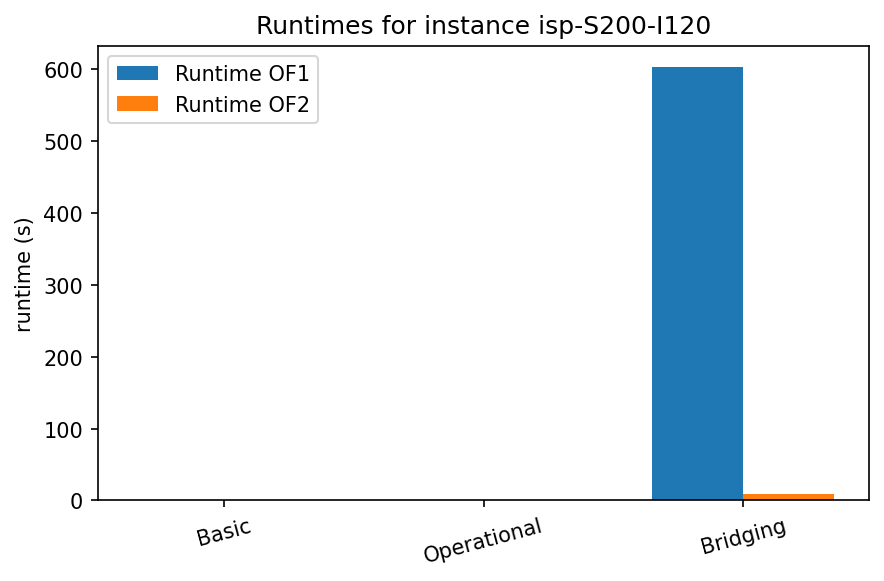 Runtimes for instance isp-S200-I120
Runtime OF1
Runtime OF2
runtime (s)
600
500
400
300
200
100
0
Basic
Operational
Bridging